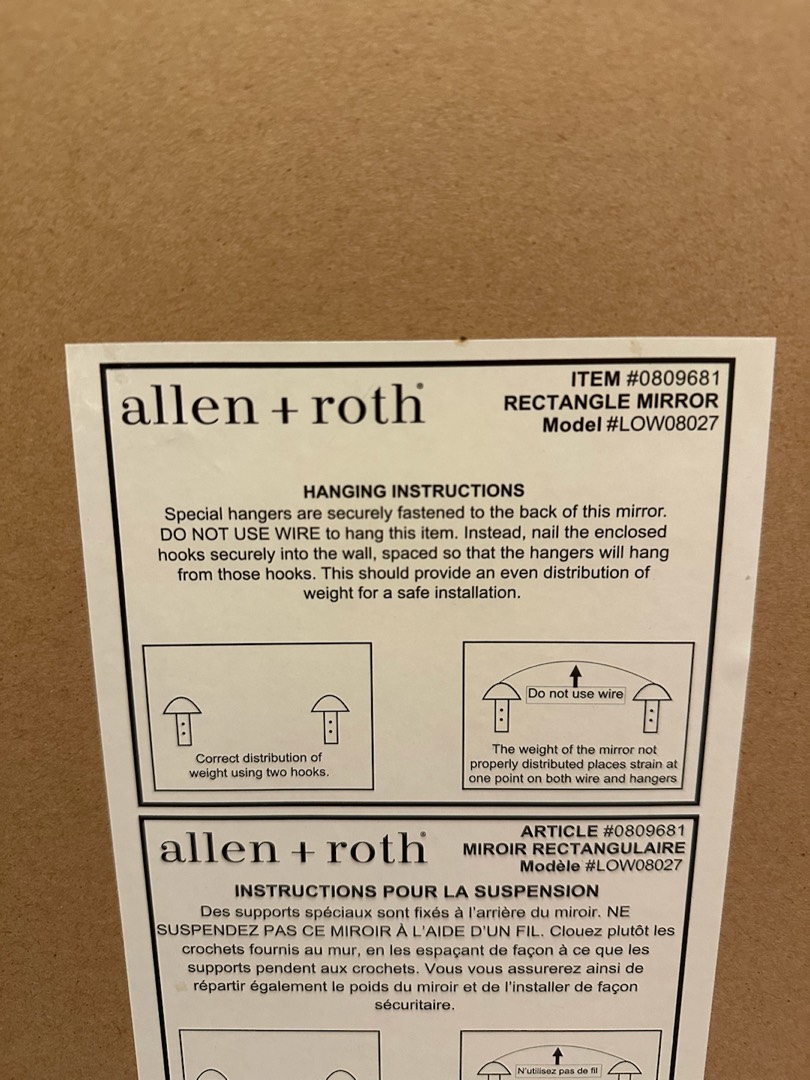 allen + roth®
ITEM #0809681
RECTANGLE MIRROR
Model #LOW08027
HANGING INSTRUCTIONS
Special hangers are securely fastened to the back of this mirror.
DO NOT USE WIRE to hang this item. Instead, nail the enclosed
hooks securely into the wall, spaced so that the hangers will hang
from those hooks. This should provide an even distribution of
weight for a safe installation.
Correct distribution of
weight using two hooks.
Do not use wire
The weight of the mirror not
properly distributed places strain at
one point on both wire and hangers
allen + roth®
ARTICLE #0809681
MIROIR RECTANGULAIRE
Modèle #LOW08027
INSTRUCTIONS POUR LA SUSPENSION
Des supports spéciaux sont fixés à l'arrière du miroir. NE
SUSPENDEZ PAS CE MIROIR À L'AIDE D'UN FIL. Clouez plutôt les
crochets fournis au mur, en les espaçant de façon à ce que les
supports pendent aux crochets. Vous vous assurerez ainsi de
répartir également le poids du miroir et de l'installer de façon
sécuritaire.
N'utilisez pas de fil